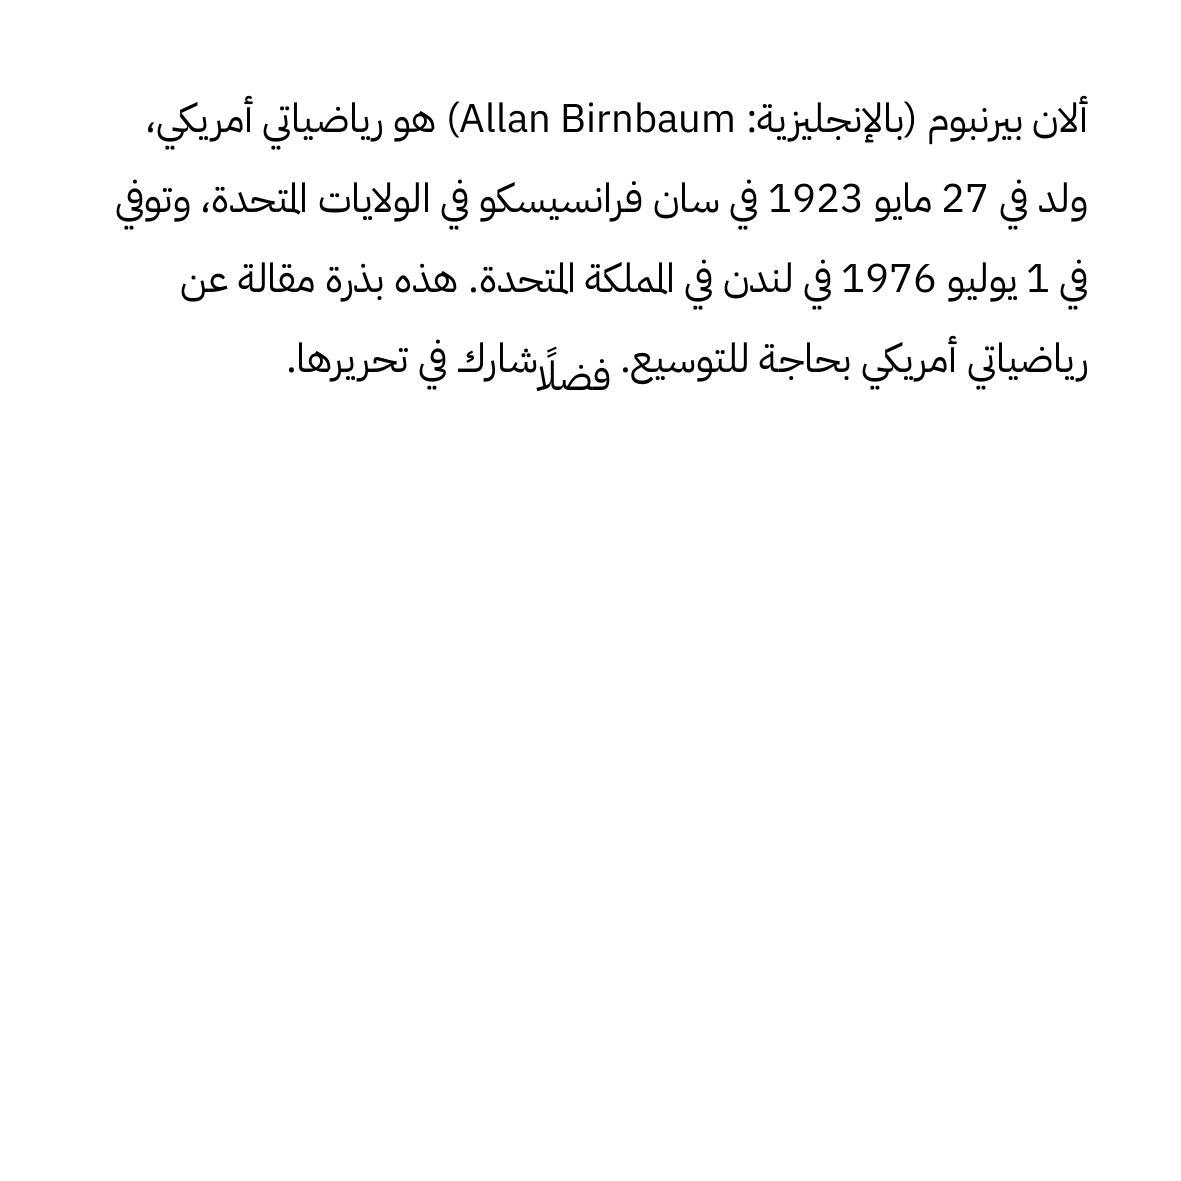 ألان بيرنبوم (بالإنجليزية: Allan Birnbaum) هو رياضياتي أمريكي،
ولد في 27 مايو 1923 في سان فرانسيسكو في الولايات المتحدة، وتوفي
في 1 يوليو 1976 في لندن في المملكة المتحدة. هذه بذرة مقالة عن
رياضياتي أمريكي بحاجة للتوسيع. فضلًا شارك في تحريرها.